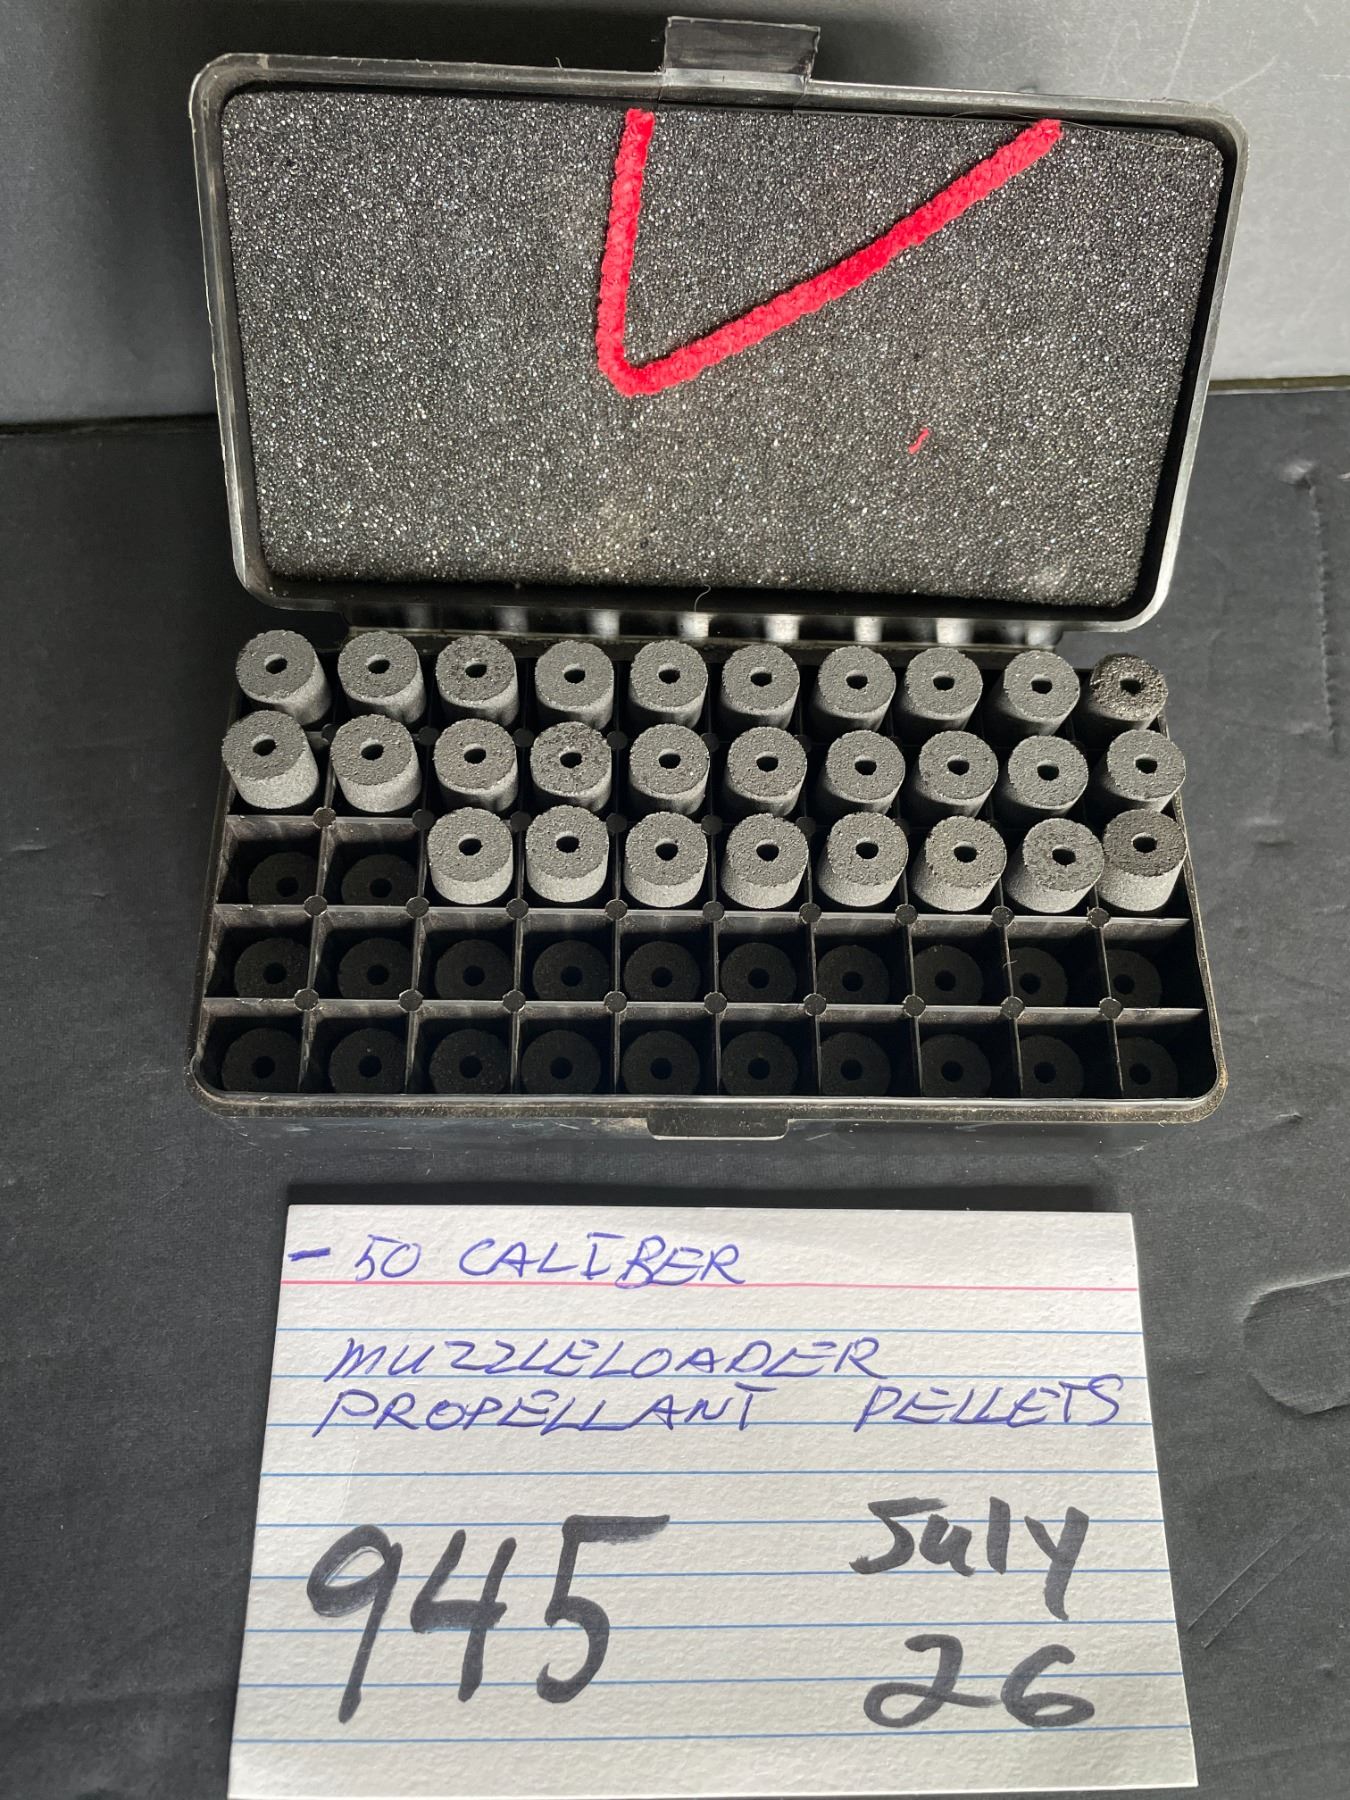 - 50 CALIBER
MUZZLELOADER
PROPELLANT PELLETS
945 July
26